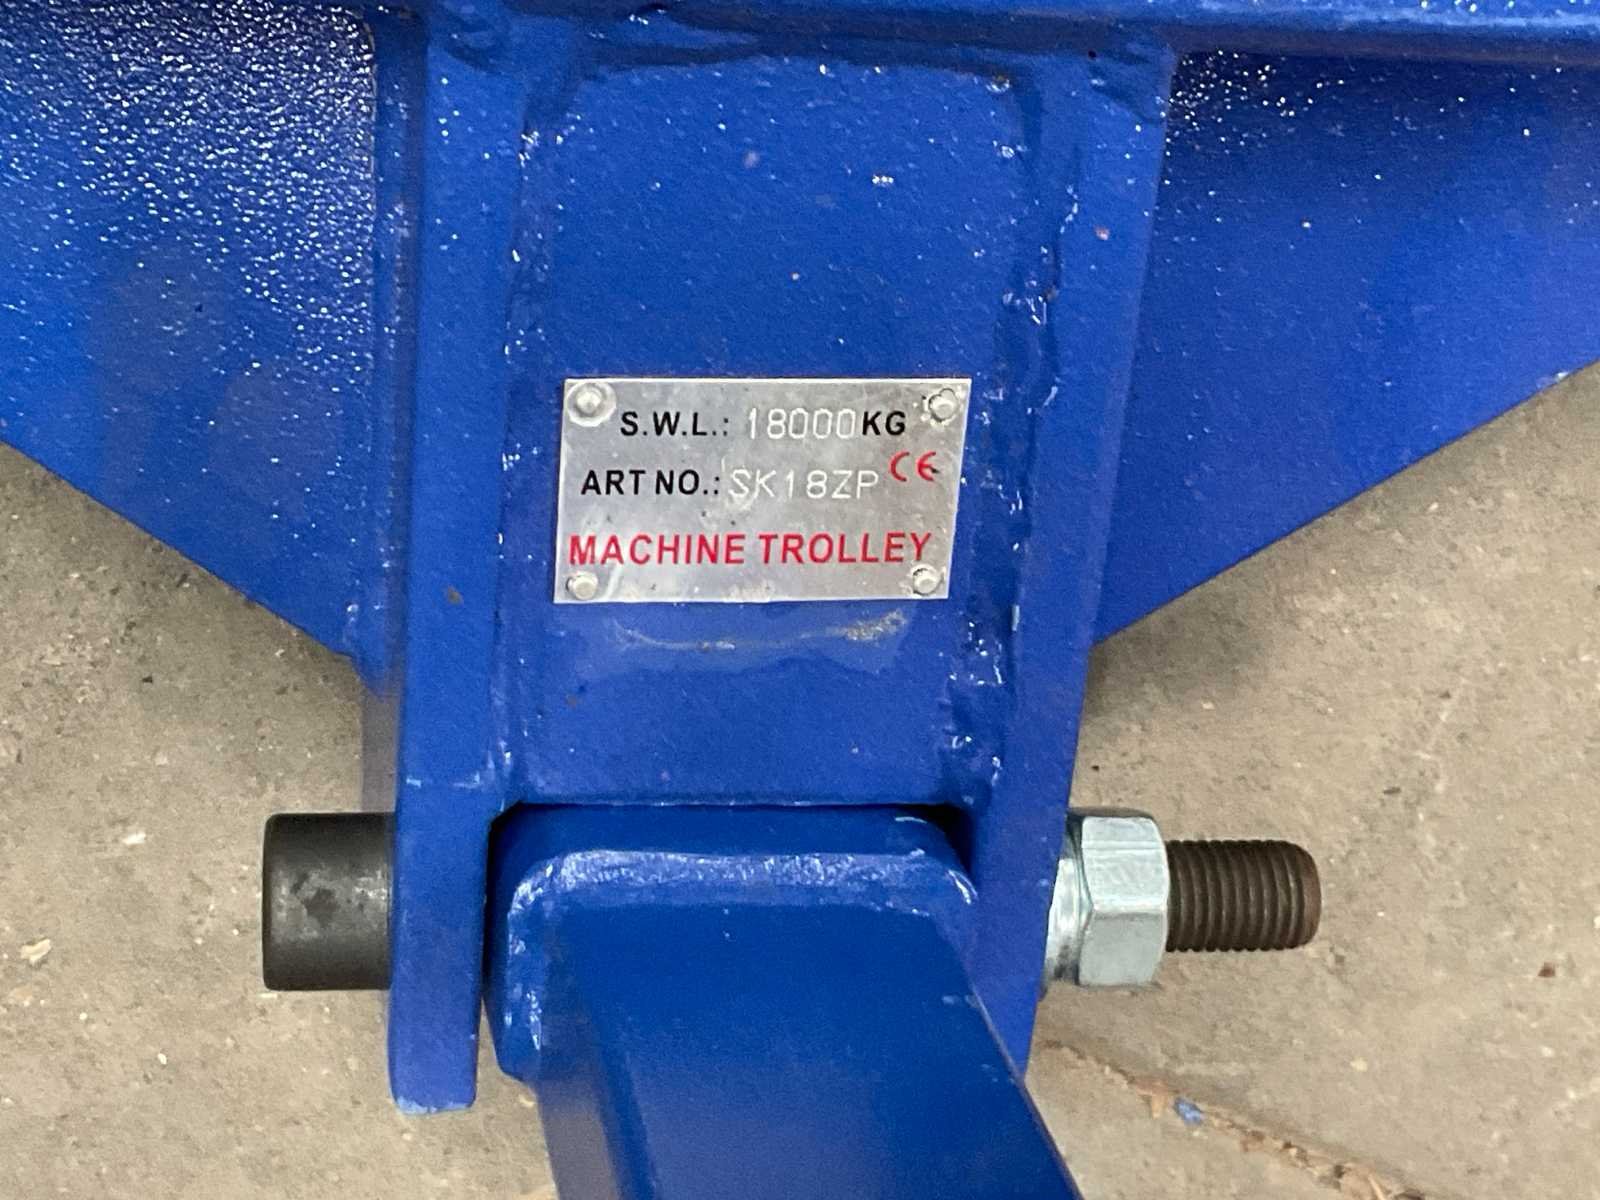 S.W.L.: 18000KG
ART NO.: SK18ZP CE
MACHINE TROLLEY